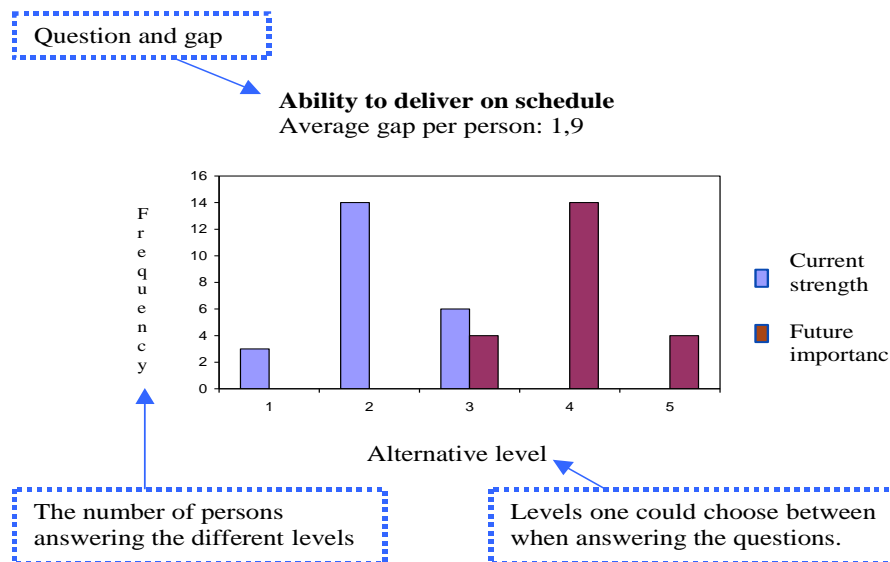 Question and gap
Ability to deliver on schedule
Average gap per person: 1,9
16
14
12
10
8
6
4
2
0
Frequency
1 2 3 4 5
Alternative level
Current
strength
Future
importanc
The number of persons
answering the different levels
Levels one could choose between
when answering the questions.